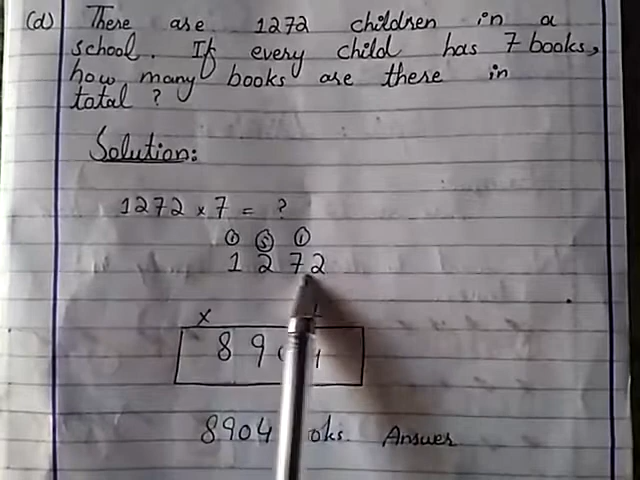 (d) There are 1272 children in a
school. If every child has 7 books,
how many books are there in
total ?
Solution:
1272 × 7 = ?
1 5 1
1 2 7 2
×
8 9
8904 oks. Answer